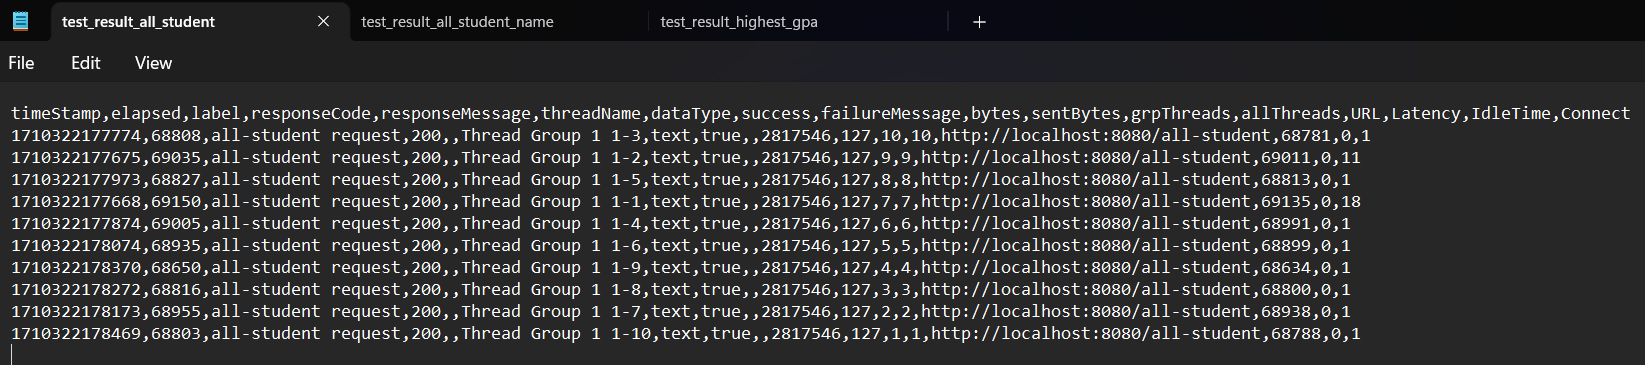 test_result_all_student test_result_all_student_name test_result_highest_gpa
File Edit View
timeStamp,elapsed,label,responseCode,responseMessage,threadName,dataType,success,failureMessage,bytes,sentBytes,grpThreads,allThreads,URL,Latency,IdleTime,Connect
1710322177774,68808,all-student request,200,,Thread Group 1 1-3,text,true,,2817546,127,10,10,http://localhost:8080/all-student,68781,0,1
1710322177675,69035,all-student request,200,,Thread Group 1 1-2,text,true,,2817546,127,9,9,http://localhost:8080/all-student,69011,0,11
1710322177973,68827,all-student request,200,,Thread Group 1 1-5,text,true,,2817546,127,8,8,http://localhost:8080/all-student,68813,0,1
1710322177668,69150,all-student request,200,,Thread Group 1 1-1,text,true,,2817546,127,7,7,http://localhost:8080/all-student,69135,0,18
1710322177874,69005,all-student request,200,,Thread Group 1 1-4,text,true,,2817546,127,6,6,http://localhost:8080/all-student,68991,0,1
1710322178074,68935,all-student request,200,,Thread Group 1 1-6,text,true,,2817546,127,5,5,http://localhost:8080/all-student,68899,0,1
1710322178370,68650,all-student request,200,,Thread Group 1 1-9,text,true,,2817546,127,4,4,http://localhost:8080/all-student,68634,0,1
1710322178272,68816,all-student request,200,,Thread Group 1 1-8,text,true,,2817546,127,3,3,http://localhost:8080/all-student,68800,0,1
1710322178173,68955,all-student request,200,,Thread Group 1 1-7,text,true,,2817546,127,2,2,http://localhost:8080/all-student,68938,0,1
1710322178469,68803,all-student request,200,,Thread Group 1 1-10,text,true,,2817546,127,1,1,http://localhost:8080/all-student,68788,0,1